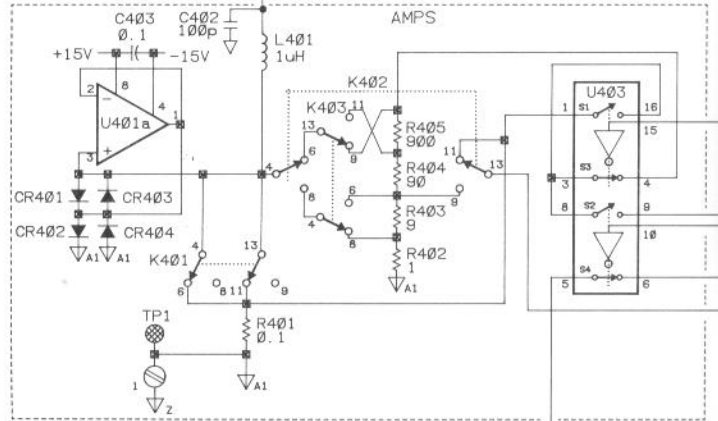 C403
0.1
+15V
-15V
C402
100p
AMPS
L401
1uH
2
8
4
1
U401a
3
K402
K403
11
13
6
4
9
R405
900
R404
90
8
6
4
8
R403
9
R402
1
A1
11
13
9
U403
1
S1
16
15
3
S3
4
8
S2
9
10
5
S4
6
CR401
CR403
CR402
CR404
A1
A1
K401
4
13
6
8
11
9
TP1
R401
0.1
1
Z
A1